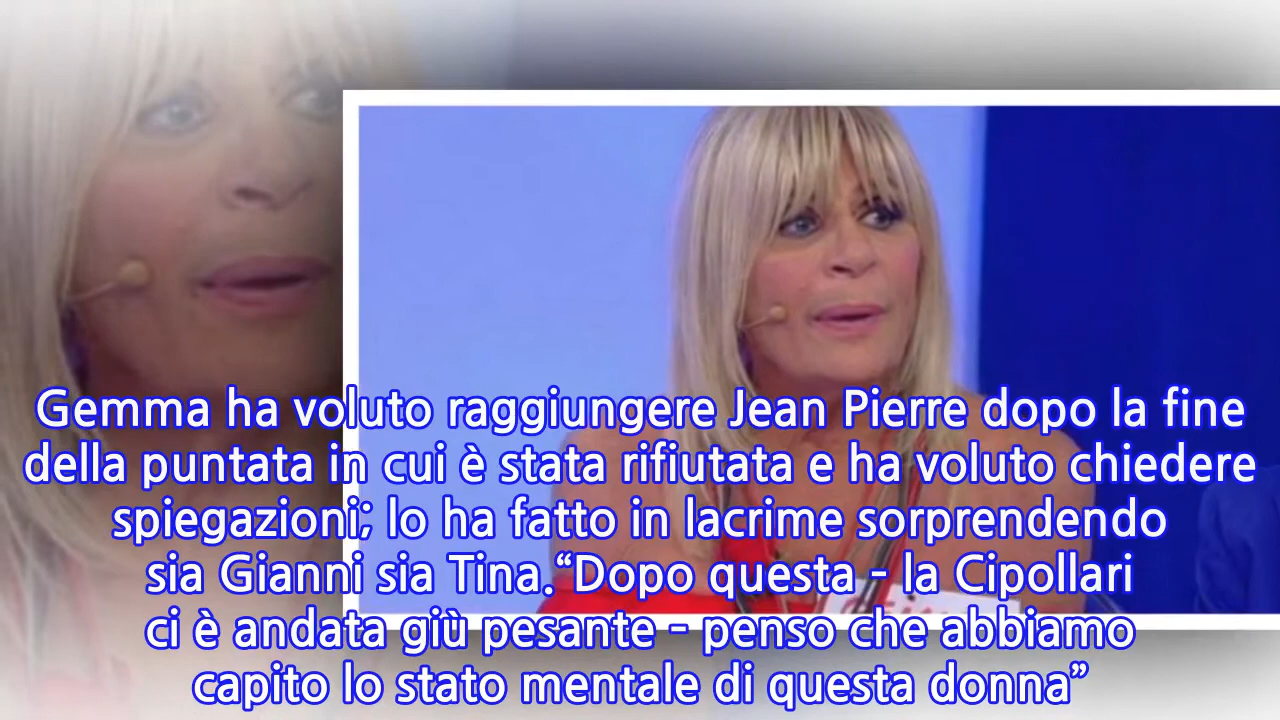 Gemma ha voluto raggiungere Jean Pierre dopo la fine
della puntata in cui è stata rifiutata e ha voluto chiedere
spiegazioni; lo ha fatto in lacrime sorprendendo
sia Gianni sia Tina.“Dopo questa - la Cipollari
ci è andata giù pesante - penso che abbiamo
capito lo stato mentale di questa donna”